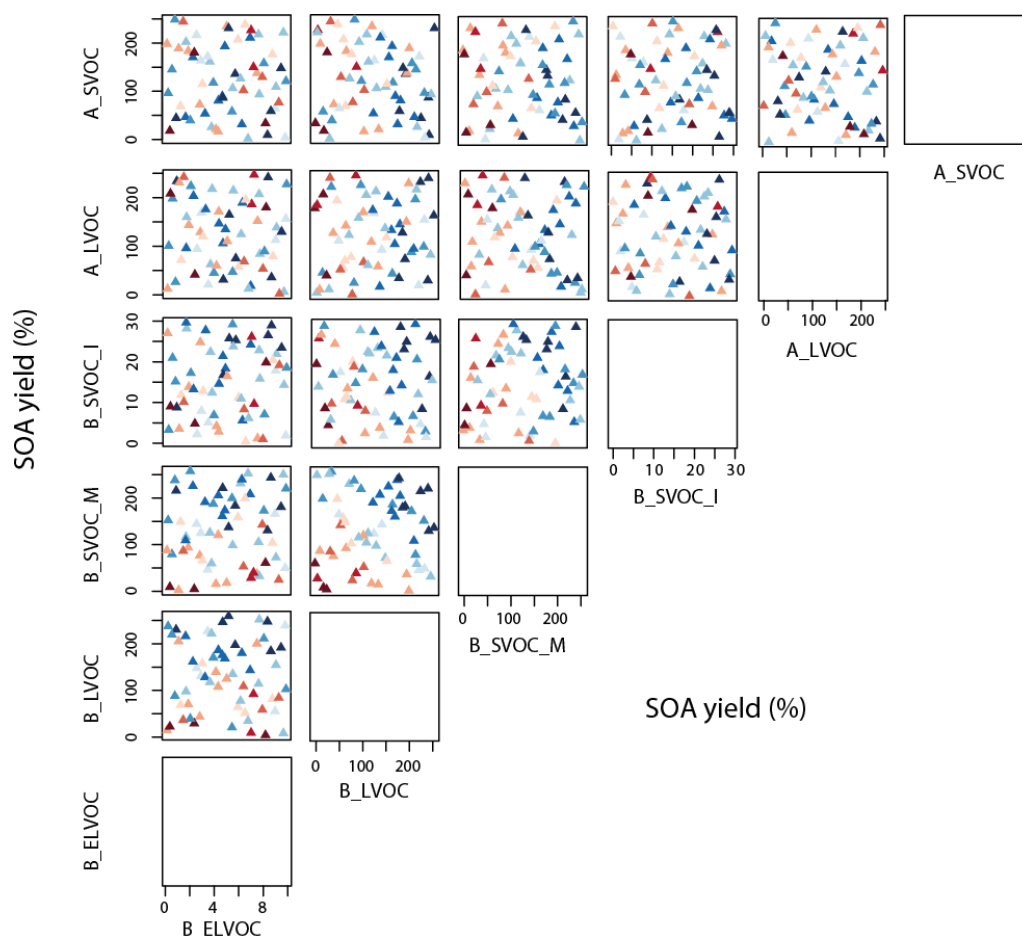 200
100
0
A_SVOC
A_SVOC
200
100
0
A_LVOC
0 100 200
A_LVOC
30
20
10
0
B_SVOC_I
0 10 20 30
B_SVOC_I
SOA yield (%)
200
100
0
B_SVOC_M
0 100 200
B_SVOC_M
200
100
0
B_LVOC
SOA yield (%)
0 100 200
B_LVOC
B_ELVOC
0 4 8
B_ELVOC